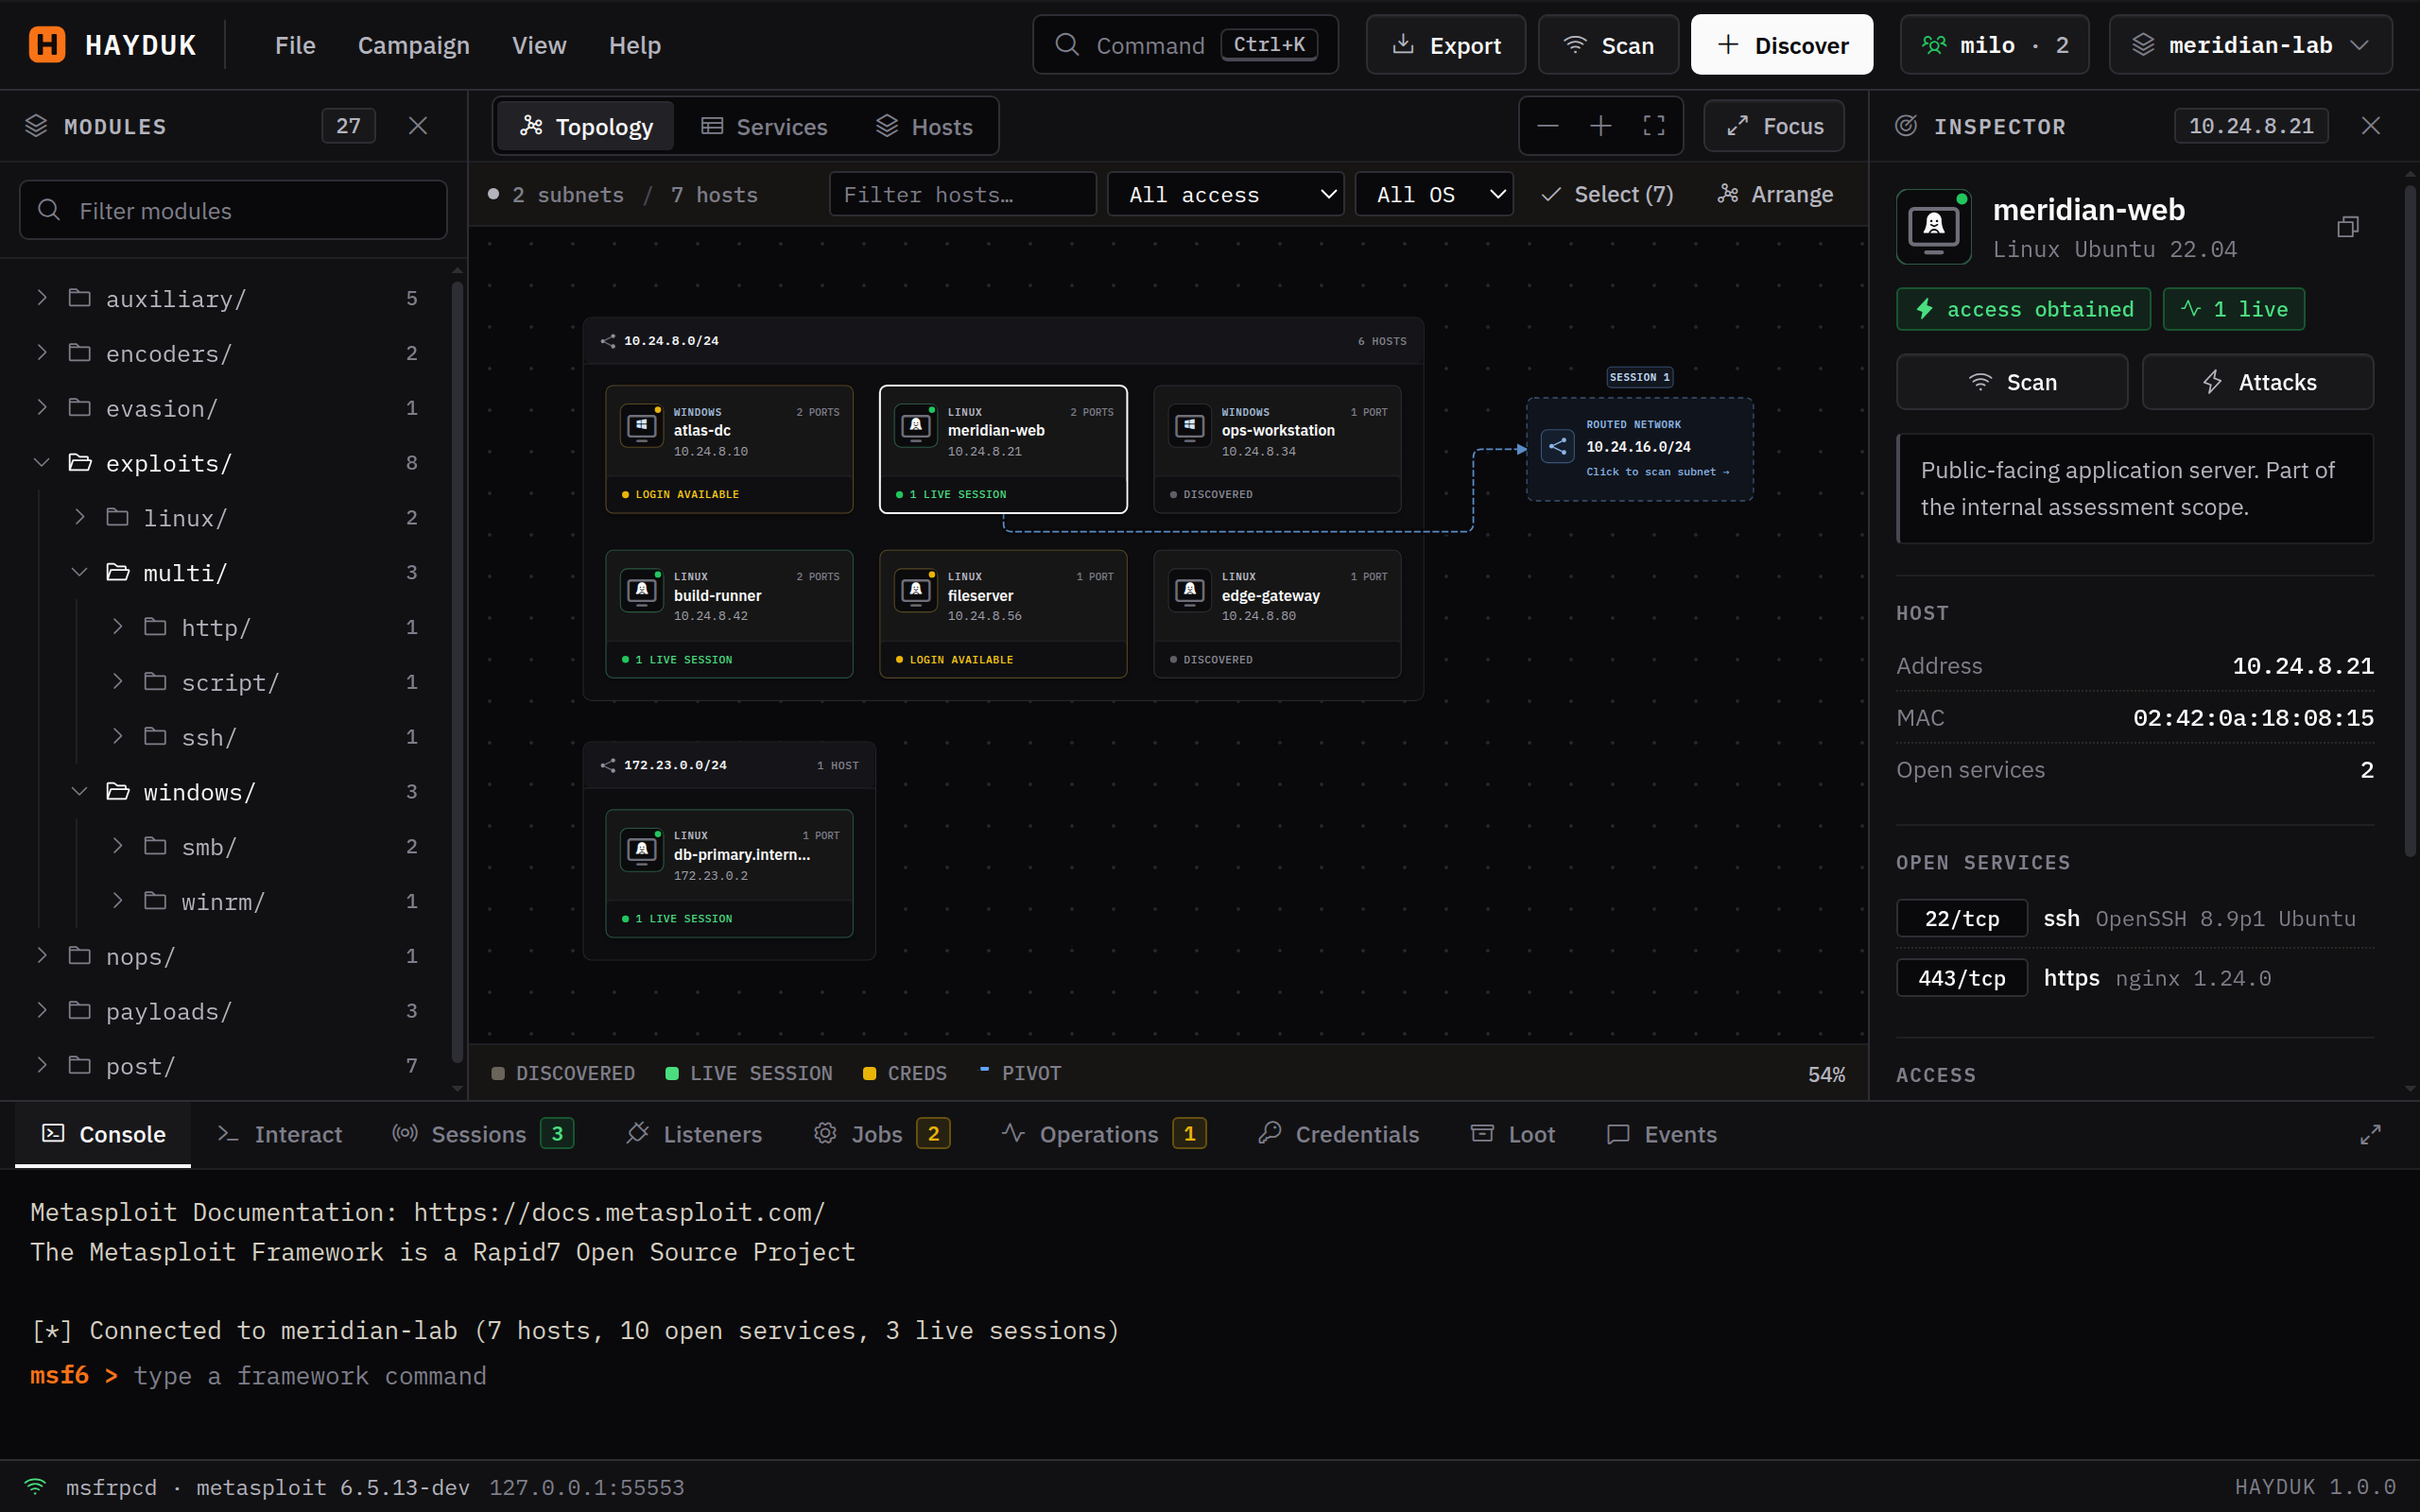 H HAYDUK File Campaign View Help Command Ctrl+K Export Scan Discover milo · 2 meridian-lab
MODULES 27
Filter modules
auxiliary/ 5
encoders/ 2
evasion/ 1
exploits/ 8
linux/ 2
multi/ 3
http/ 1
script/ 1
ssh/ 1
windows/ 3
smb/ 2
winrm/ 1
nops/ 1
payloads/ 3
post/ 7
Topology Services Hosts Focus
2 subnets / 7 hosts Filter hosts… All access All OS Select (7) Arrange
10.24.8.0/24 6 HOSTS
WINDOWS 2 PORTS
atlas-dc
10.24.8.10
LOGIN AVAILABLE
LINUX 2 PORTS
meridian-web
10.24.8.21
1 LIVE SESSION
WINDOWS 1 PORT
ops-workstation
10.24.8.34
DISCOVERED
LINUX 2 PORTS
build-runner
10.24.8.42
1 LIVE SESSION
LINUX 1 PORT
fileserver
10.24.8.56
LOGIN AVAILABLE
LINUX 1 PORT
edge-gateway
10.24.8.80
DISCOVERED
SESSION 1
ROUTED NETWORK
10.24.16.0/24
Click to scan subnet →
172.23.0.0/24 1 HOST
LINUX 1 PORT
db-primary.intern...
172.23.0.2
1 LIVE SESSION
DISCOVERED LIVE SESSION CREDS PIVOT 54%
INSPECTOR 10.24.8.21
meridian-web
Linux Ubuntu 22.04
access obtained 1 live
Scan Attacks
Public-facing application server. Part of
the internal assessment scope.
HOST
Address 10.24.8.21
MAC 02:42:0a:18:08:15
Open services 2
OPEN SERVICES
22/tcp ssh OpenSSH 8.9p1 Ubuntu
443/tcp https nginx 1.24.0
ACCESS
Console Interact Sessions 3 Listeners Jobs 2 Operations 1 Credentials Loot Events
Metasploit Documentation: https://docs.metasploit.com/
The Metasploit Framework is a Rapid7 Open Source Project
[*] Connected to meridian-lab (7 hosts, 10 open services, 3 live sessions)
msf6 > type a framework command
msfrpcd · metasploit 6.5.13-dev 127.0.0.1:55553 HAYDUK 1.0.0